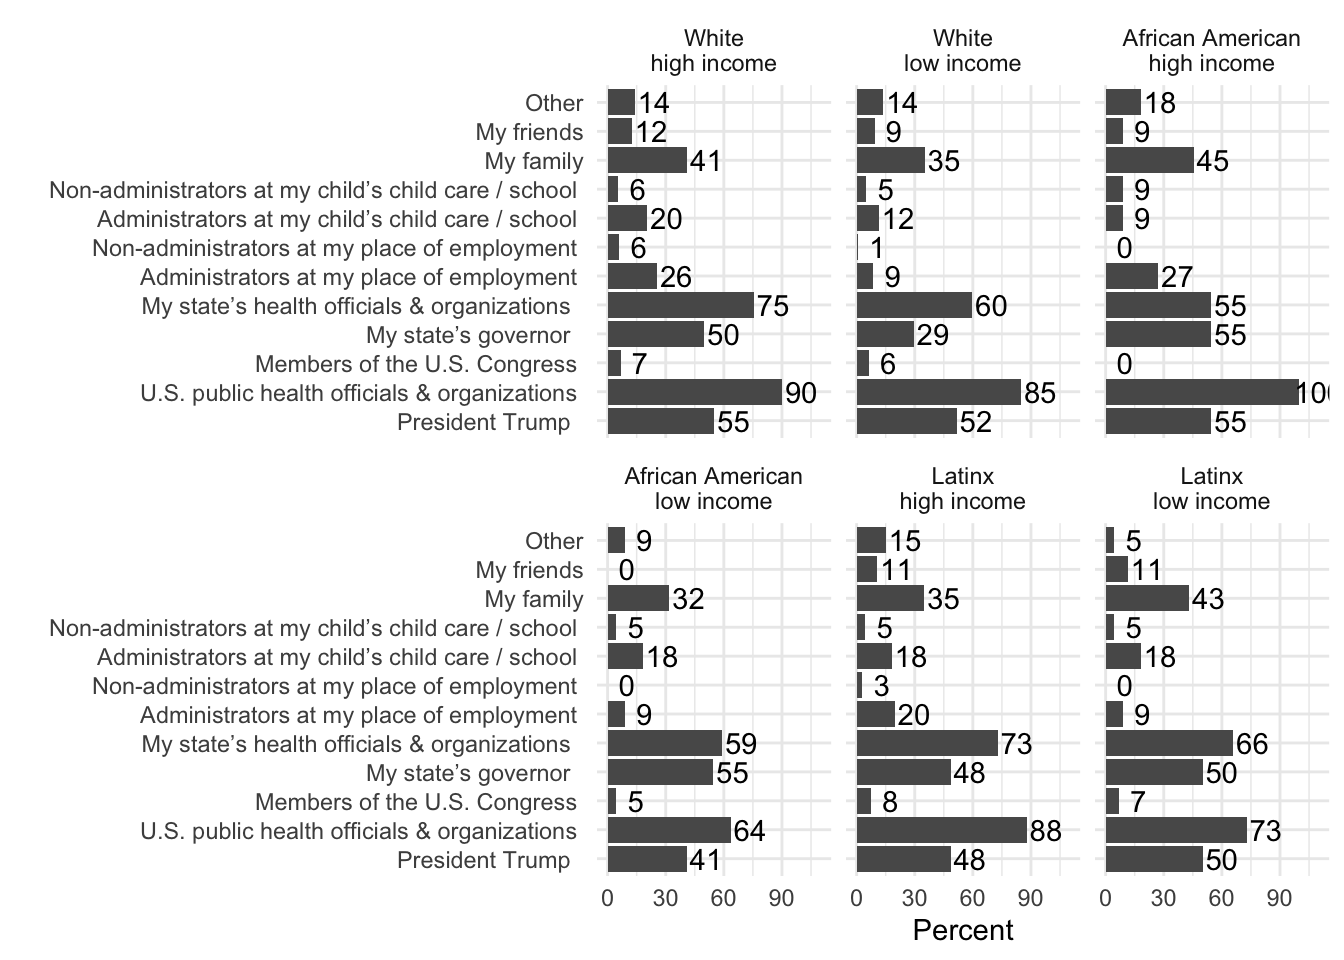 White
high income
White
low income
African American
high income
Other 14 14 18
My friends 12 9 9
My family 41 35 45
Non-administrators at my child’s child care / school 6 5 9
Administrators at my child’s child care / school 20 12 9
Non-administrators at my place of employment 6 1 0
Administrators at my place of employment 26 9 27
My state’s health officials & organizations 75 60 55
My state’s governor 50 29 55
Members of the U.S. Congress 7 6 0
U.S. public health officials & organizations 90 85 100
President Trump 55 52 55
African American
low income
Latinx
high income
Latinx
low income
Other 9 15 5
My friends 0 11 11
My family 32 35 43
Non-administrators at my child’s child care / school 5 5 5
Administrators at my child’s child care / school 18 18 18
Non-administrators at my place of employment 0 3 0
Administrators at my place of employment 9 20 9
My state’s health officials & organizations 59 73 66
My state’s governor 55 48 50
Members of the U.S. Congress 5 8 7
U.S. public health officials & organizations 64 88 73
President Trump 41 48 50
0 30 60 90 0 30 60 90 0 30 60 90
Percent